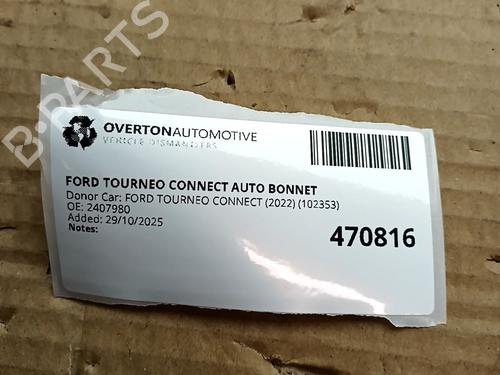 B-PARTS
OVERTONAUTOMOTIVE
VEHICLE DISMANTLERS
FORD TOURNEO CONNECT AUTO BONNET
Donor Car: FORD TOURNEO CONNECT (2022) (102353)
OE: 2407980
Added: 29/10/2025
Notes:
470816